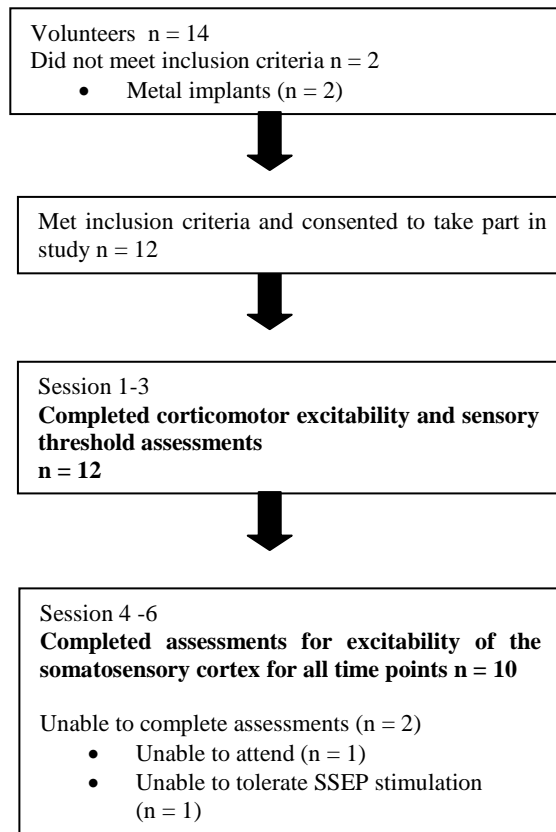 Volunteers n = 14
Did not meet inclusion criteria n = 2
• Metal implants (n = 2)
Met inclusion criteria and consented to take part in
study n = 12
Session 1-3
Completed corticomotor excitability and sensory
threshold assessments
n = 12
Session 4 -6
Completed assessments for excitability of the
somatosensory cortex for all time points n = 10
Unable to complete assessments (n = 2)
• Unable to attend (n = 1)
• Unable to tolerate SSEP stimulation
(n = 1)